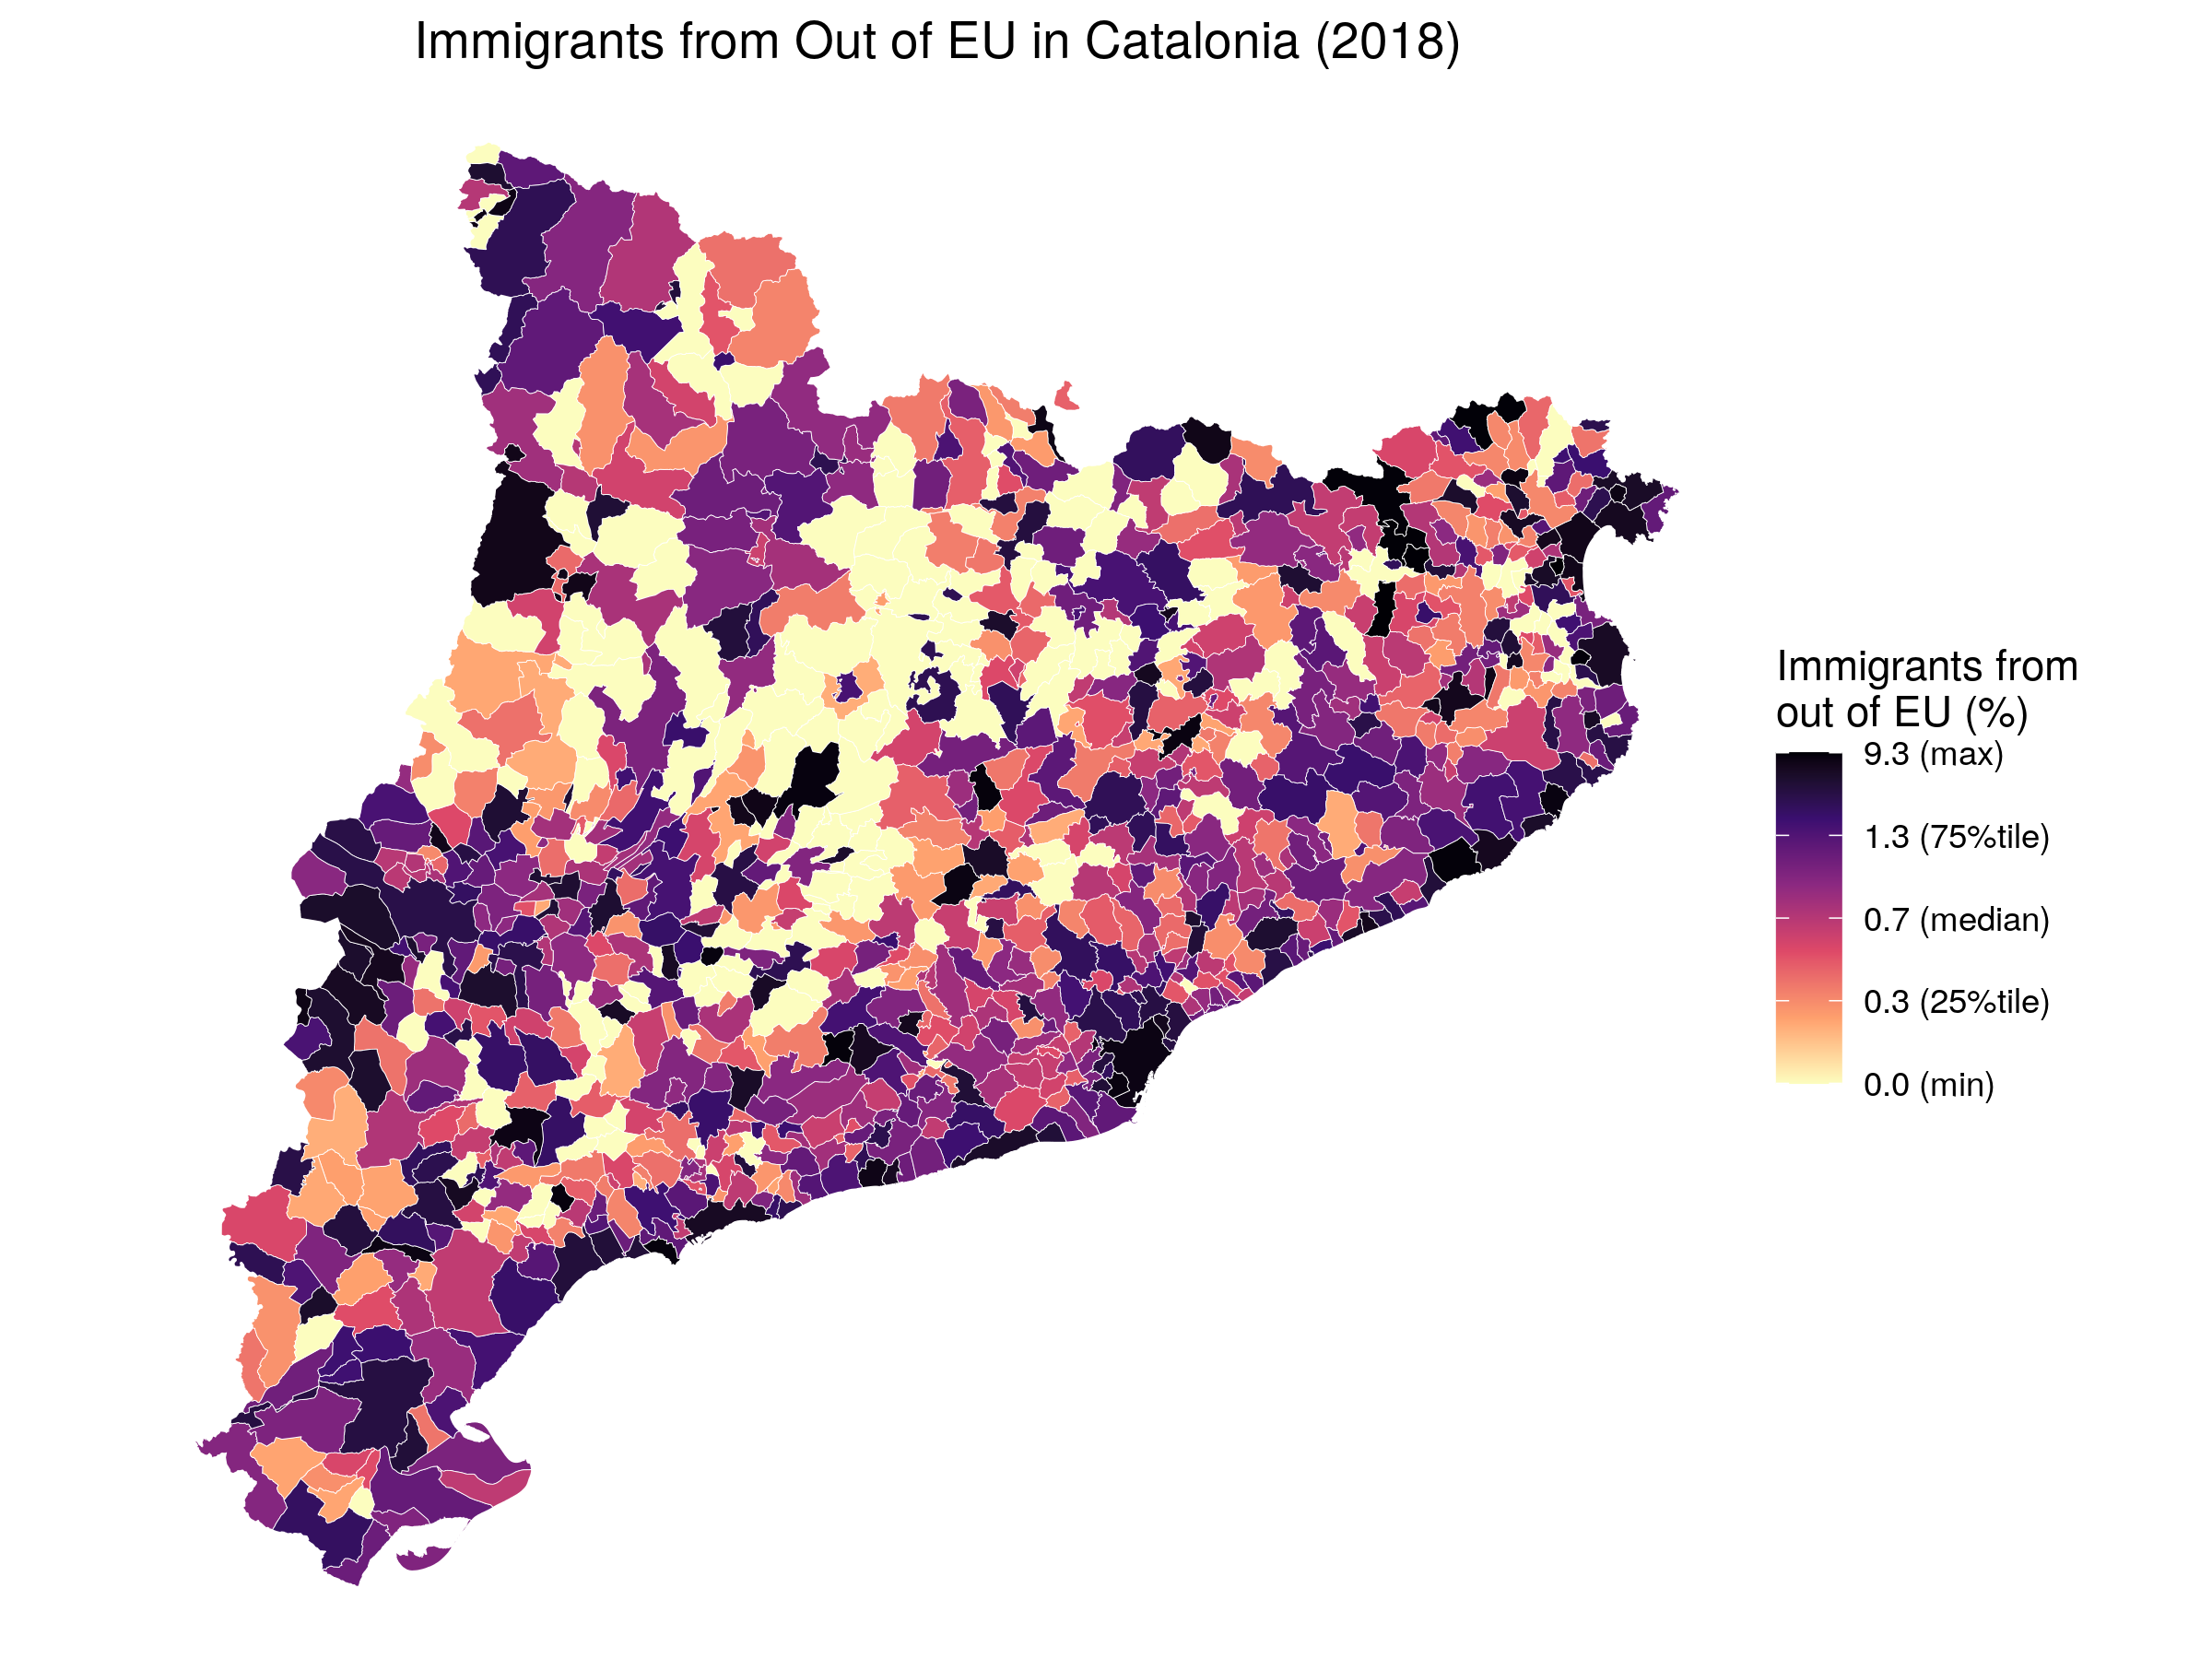 Immigrants from Out of EU in Catalonia (2018)
Immigrants from
out of EU (%)
9.3 (max)
1.3 (75%tile)
0.7 (median)
0.3 (25%tile)
0.0 (min)